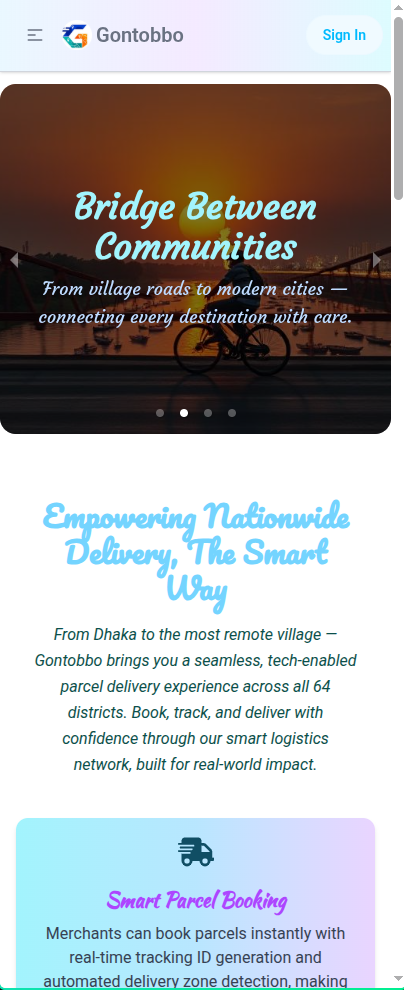 Gontobbo
Sign In
Bridge Between
Communities
From village roads to modern cities —
connecting every destination with care.
Empowering Nationwide
Delivery, The Smart
Way
From Dhaka to the most remote village —
Gontobbo brings you a seamless, tech-enabled
parcel delivery experience across all 64
districts. Book, track, and deliver with
confidence through our smart logistics
network, built for real-world impact.
Smart Parcel Booking
Merchants can book parcels instantly with
real-time tracking ID generation and
automated delivery zone detection, making